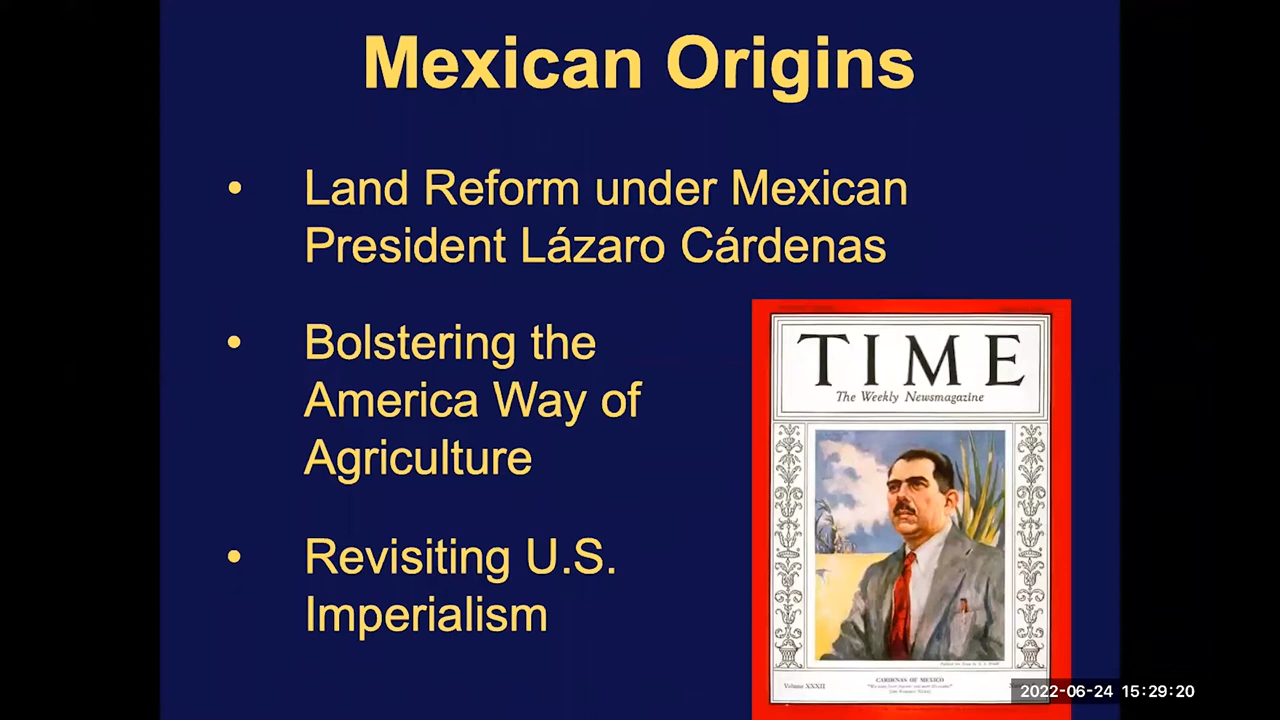 Mexican Origins
• Land Reform under Mexican
President Lázaro Cárdenas
• Bolstering the
America Way of
Agriculture
• Revisiting U.S.
Imperialism
TIME
The Weekly Newsmagazine
CARDENAS OF MEXICO
Volume XXXII
2022-06-24 15:29:20